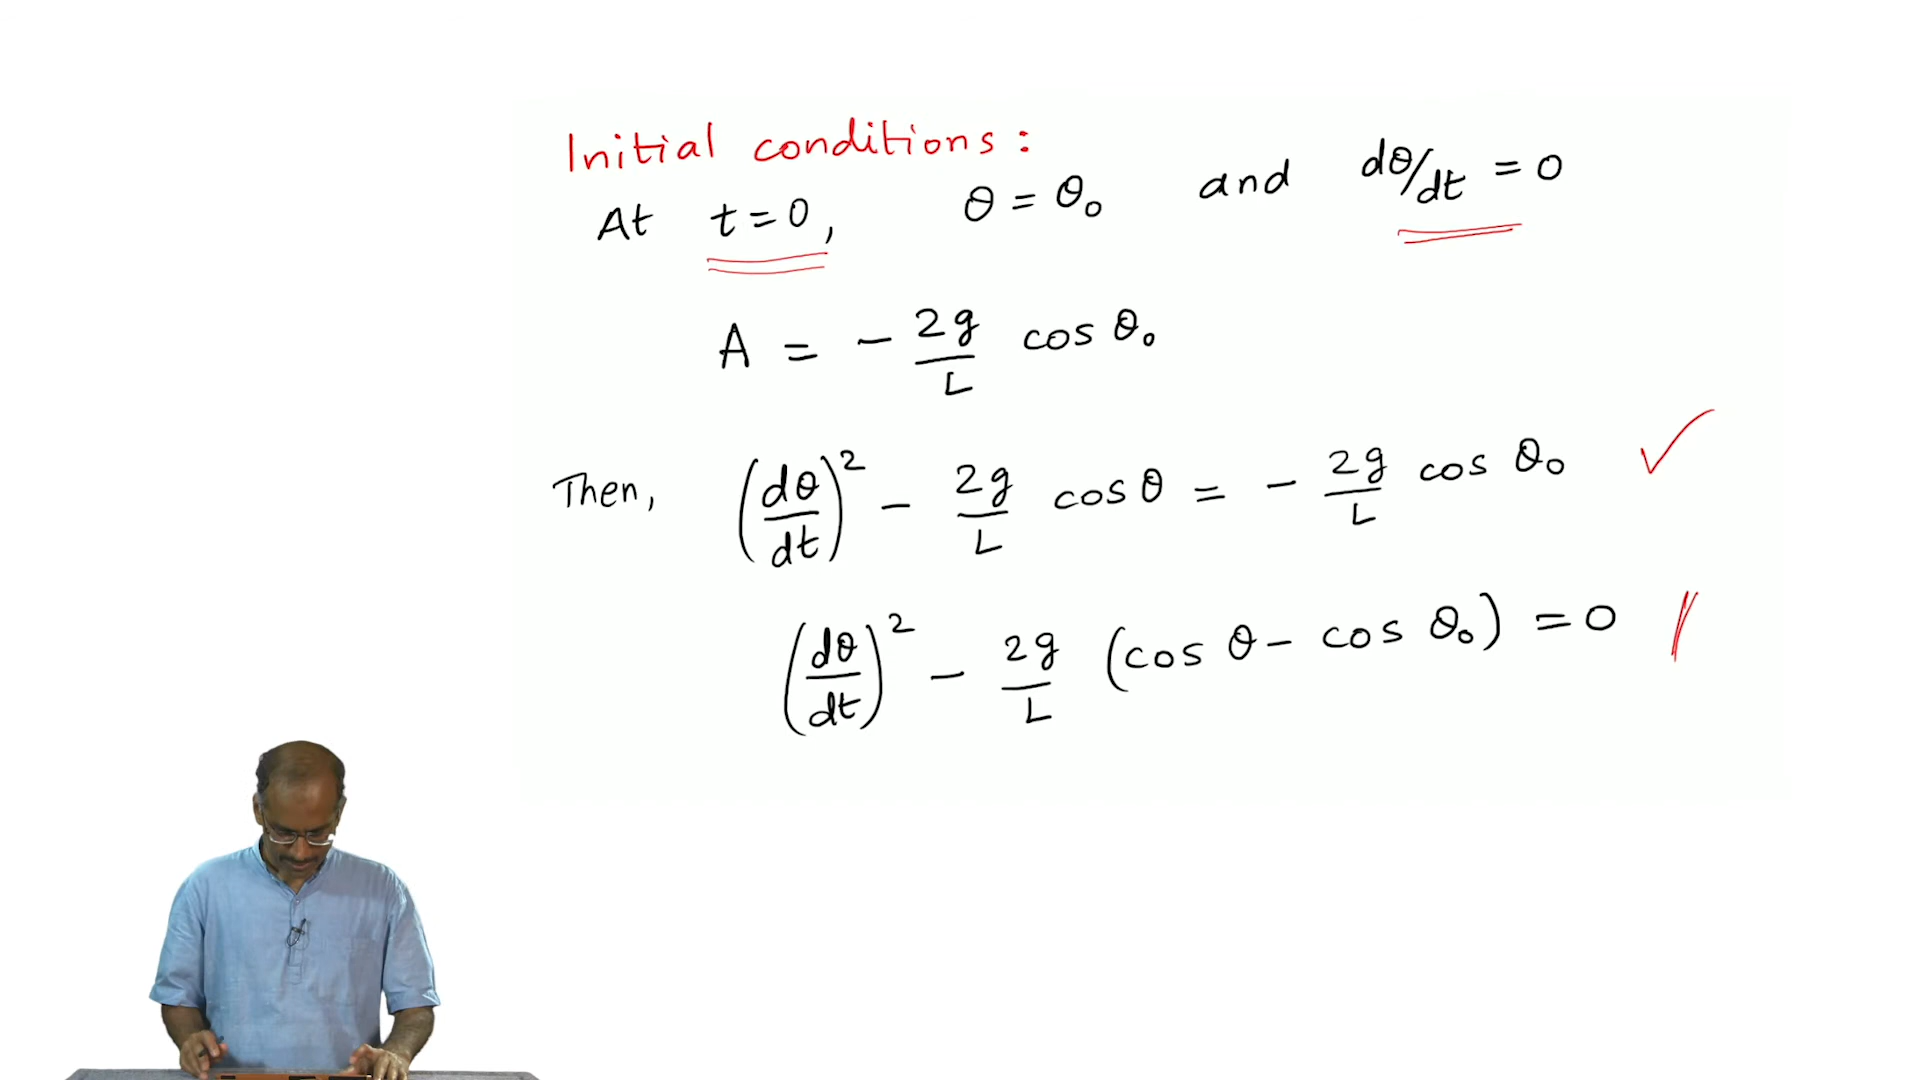 Initial conditions:
At t=0, θ = θ₀ and dθ/dt = 0
A = - 2g/L cos θ₀
Then, (dθ/dt)² - 2g/L cos θ = - 2g/L cos θ₀ ✓
(dθ/dt)² - 2g/L (cos θ - cos θ₀) = 0